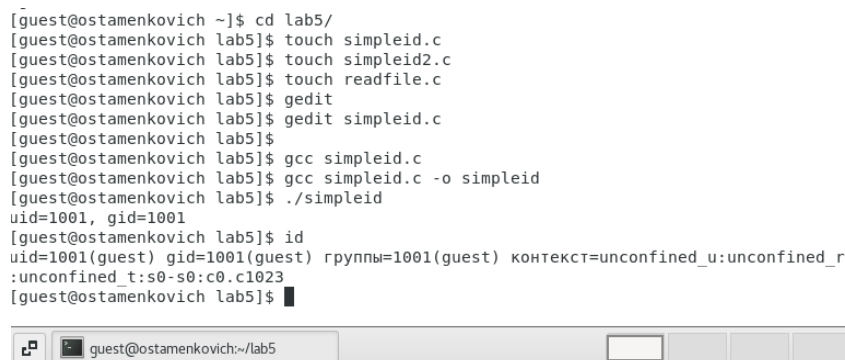 [guest@ostamenkovich ~]$ cd lab5/
[guest@ostamenkovich lab5]$ touch simpleid.c
[guest@ostamenkovich lab5]$ touch simpleid2.c
[guest@ostamenkovich lab5]$ touch readfile.c
[guest@ostamenkovich lab5]$ gedit
[guest@ostamenkovich lab5]$ gedit simpleid.c
[guest@ostamenkovich lab5]$
[guest@ostamenkovich lab5]$ gcc simpleid.c
[guest@ostamenkovich lab5]$ gcc simpleid.c -o simpleid
[guest@ostamenkovich lab5]$ ./simpleid
uid=1001, gid=1001
[guest@ostamenkovich lab5]$ id
uid=1001(guest) gid=1001(guest) группы=1001(guest) контекст=unconfined_u:unconfined_r
:unconfined_t:s0-s0:c0.c1023
[guest@ostamenkovich lab5]$
guest@ostamenkovich:~/lab5